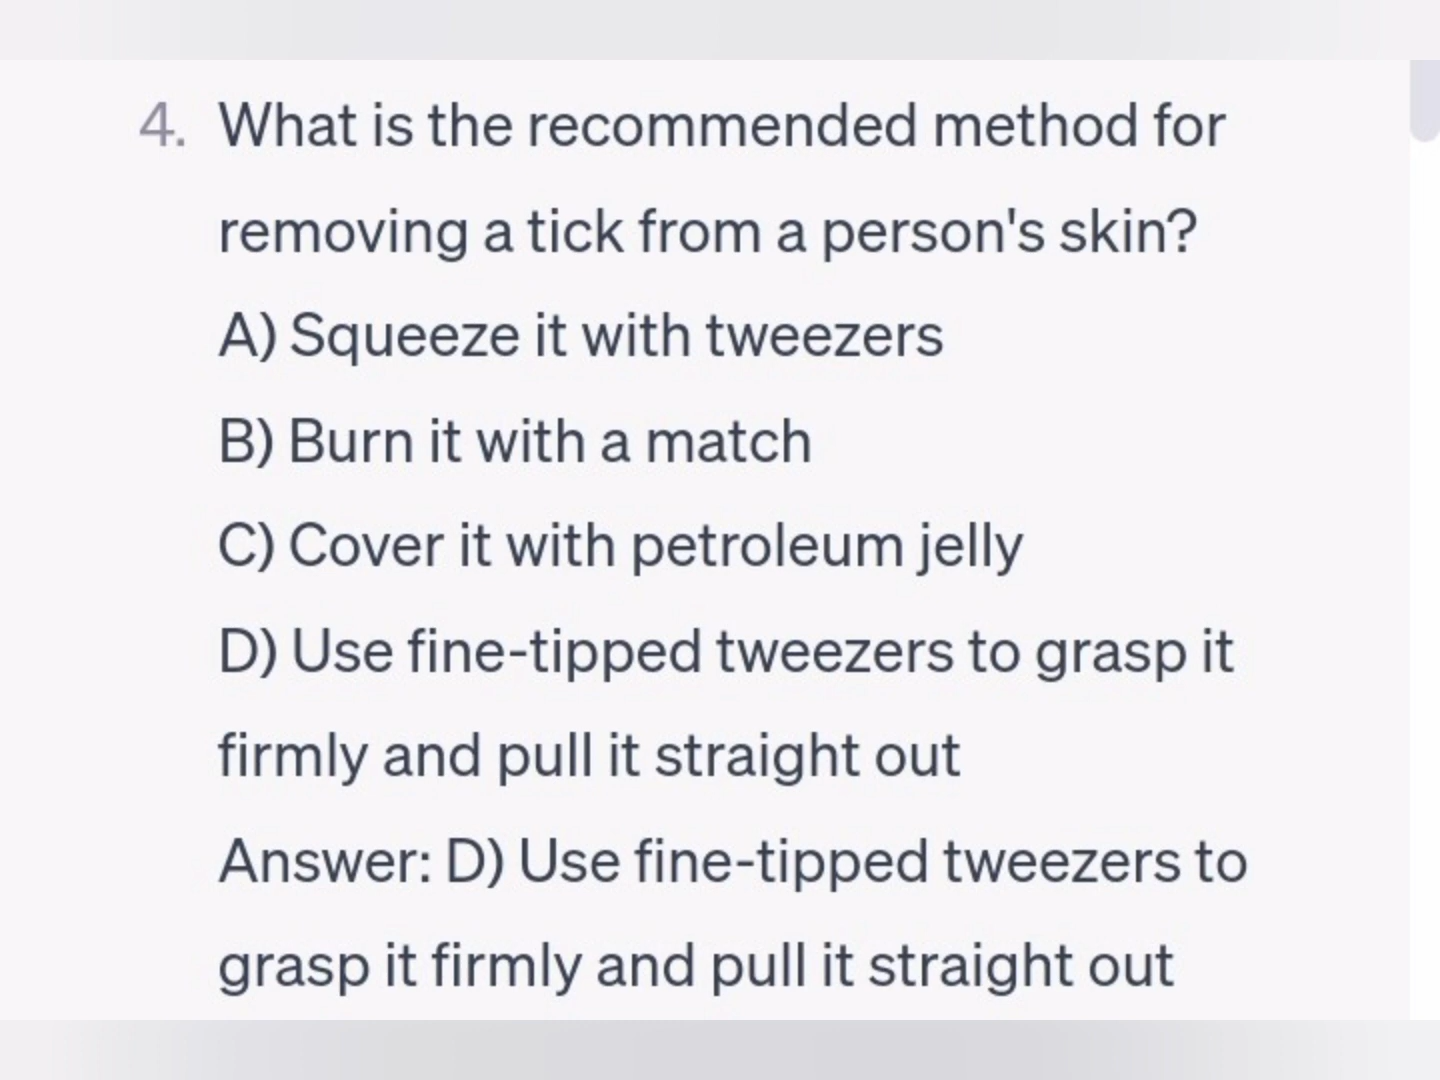 4. What is the recommended method for
removing a tick from a person's skin?
A) Squeeze it with tweezers
B) Burn it with a match
C) Cover it with petroleum jelly
D) Use fine-tipped tweezers to grasp it
firmly and pull it straight out
Answer: D) Use fine-tipped tweezers to
grasp it firmly and pull it straight out